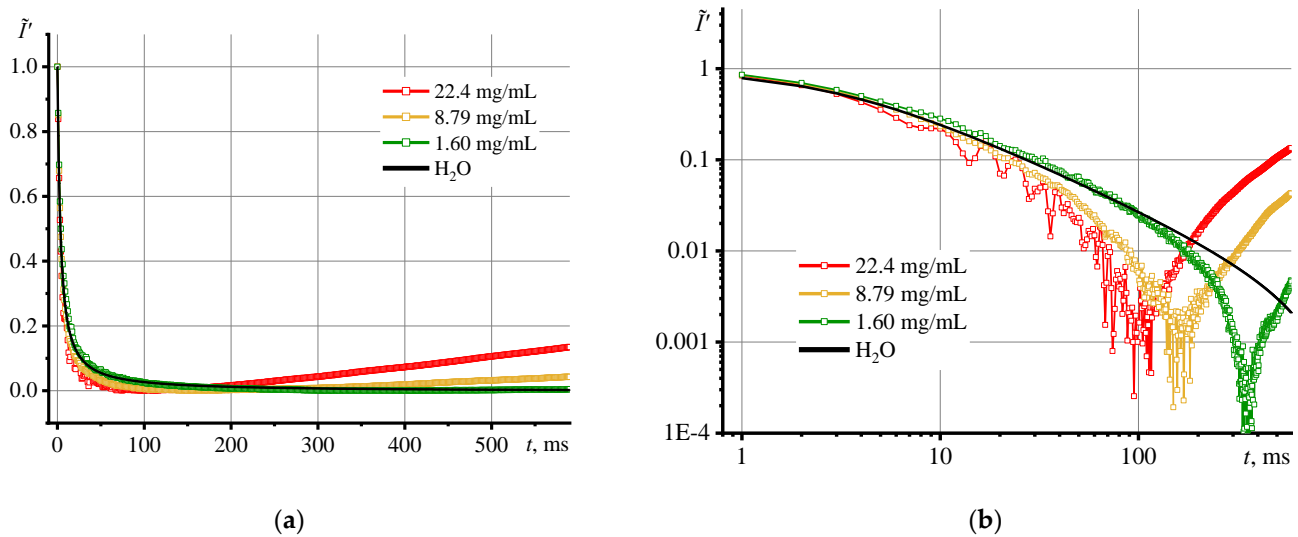 Ĩ′
1.0
0.8
0.6
0.4
0.2
0.0
22.4 mg/mL
8.79 mg/mL
1.60 mg/mL
H₂O
0 100 200 300 400 500 t, ms
(a)
Ĩ′
1
0.1
0.01
0.001
1E-4
22.4 mg/mL
8.79 mg/mL
1.60 mg/mL
H₂O
1 10 100 t, ms
(b)